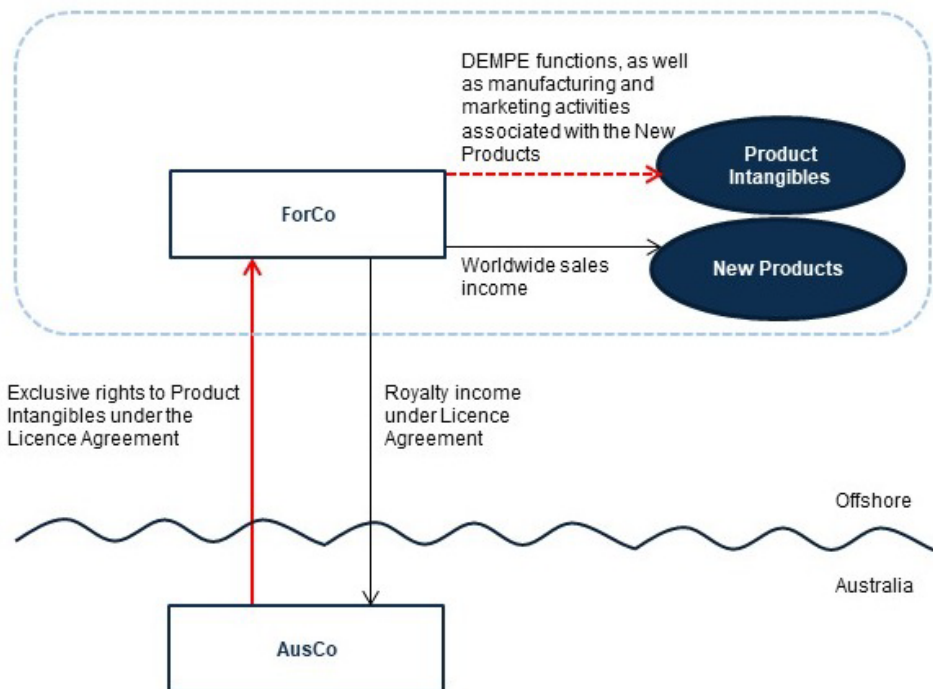 DEMPE functions, as well
as manufacturing and
marketing activities
associated with the New
Products
Product
Intangibles
ForCo
Worldwide sales
income
New Products
Exclusive rights to Product
Intangibles under the
Licence Agreement
Royalty income
under Licence
Agreement
Offshore
Australia
AusCo